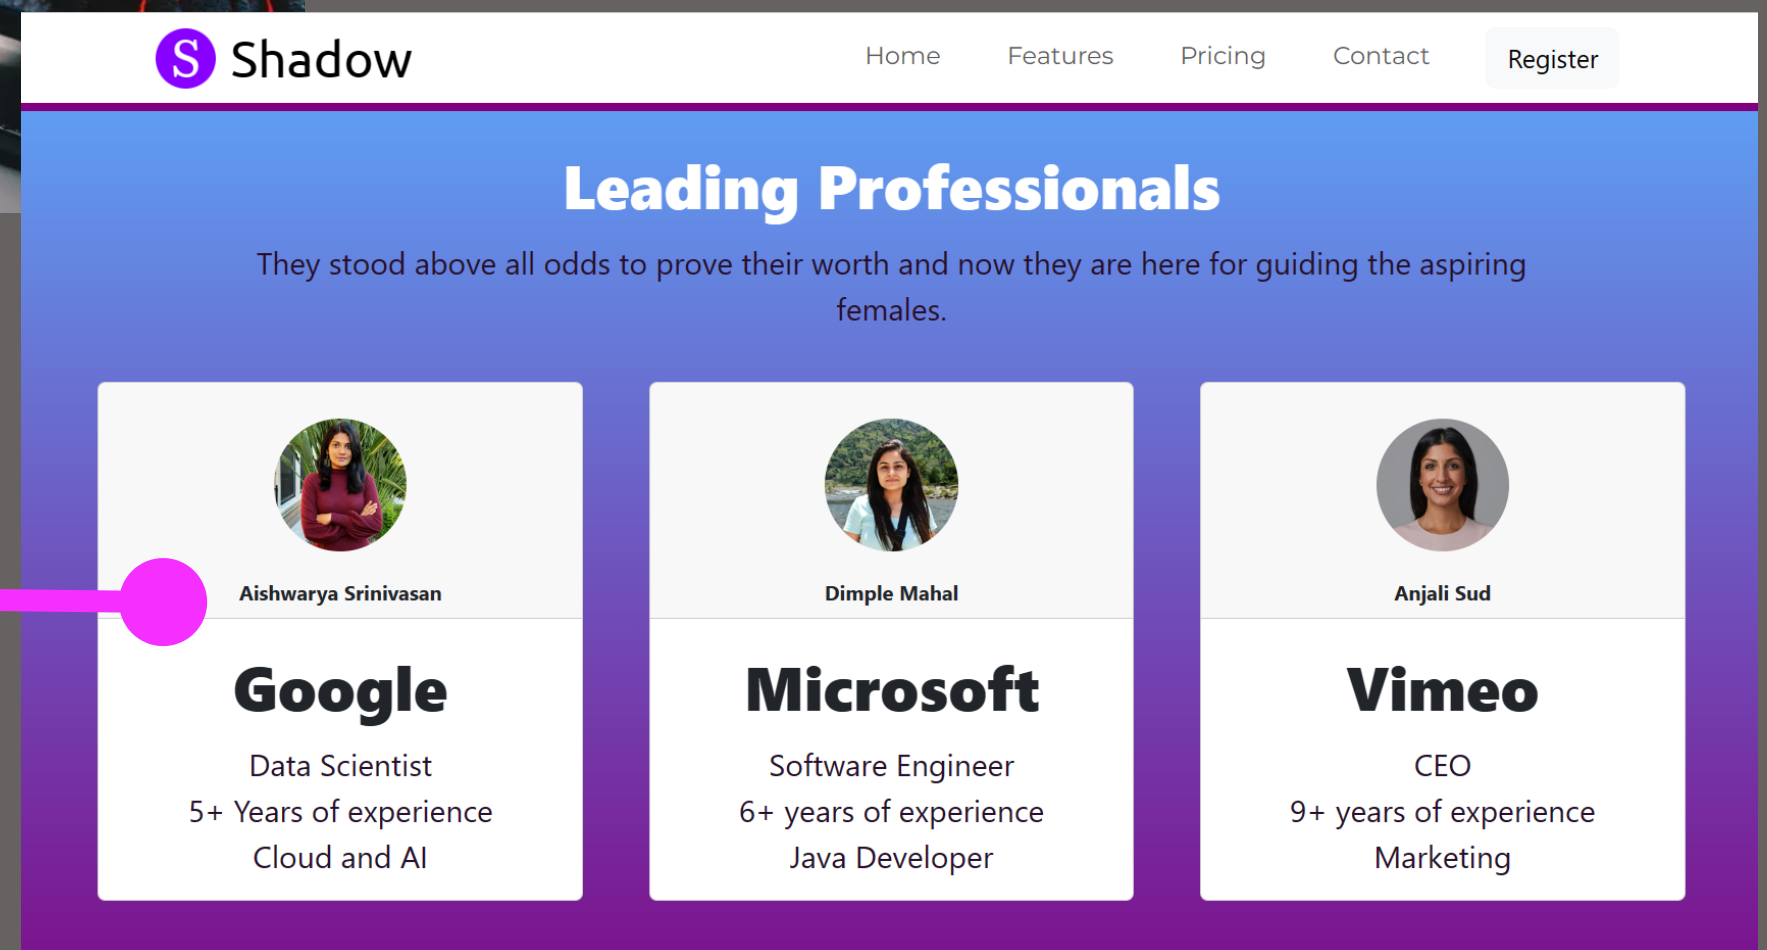 S Shadow
Home Features Pricing Contact Register
Leading Professionals
They stood above all odds to prove their worth and now they are here for guiding the aspiring
females.
Aishwarya Srinivasan
Google
Data Scientist
5+ Years of experience
Cloud and AI
Dimple Mahal
Microsoft
Software Engineer
6+ years of experience
Java Developer
Anjali Sud
Vimeo
CEO
9+ years of experience
Marketing